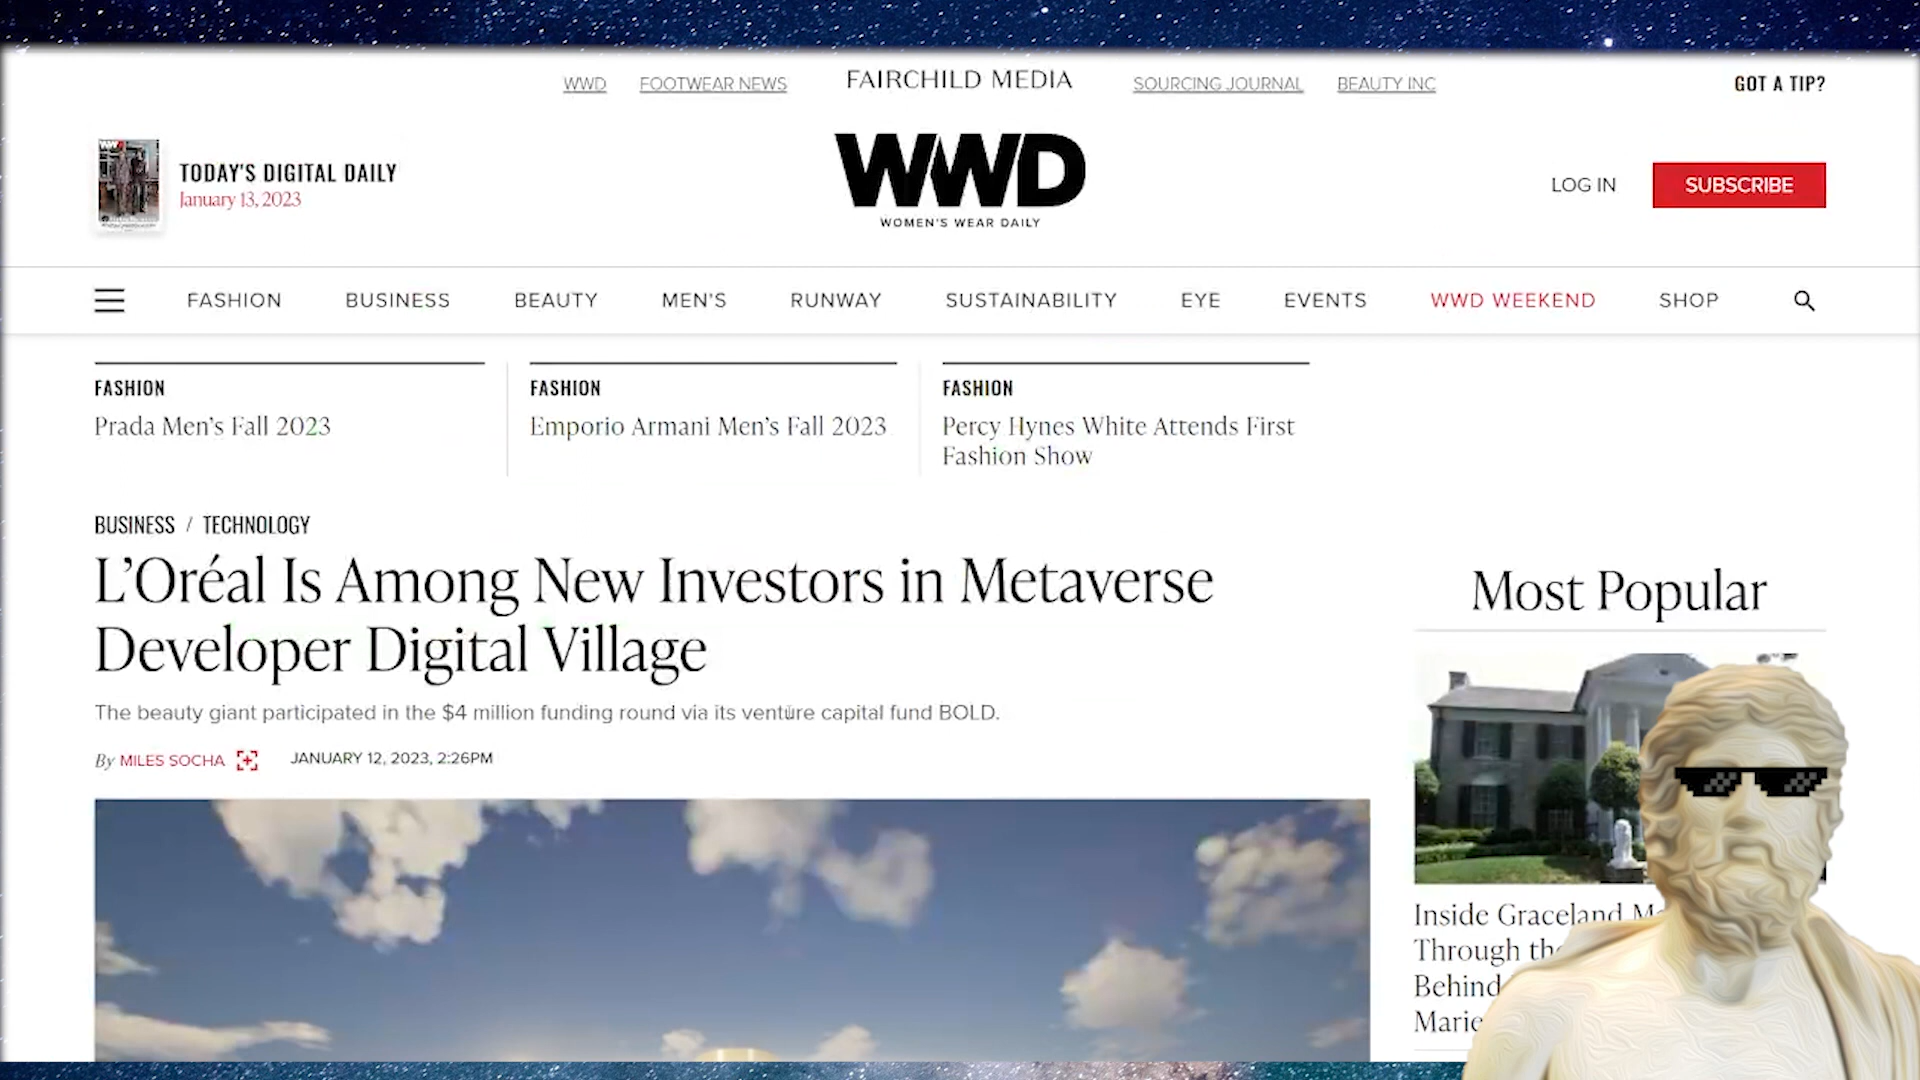 WWD FOOTWEAR NEWS FAIRCHILD MEDIA SOURCING JOURNAL BEAUTY INC GOT A TIP?
TODAY'S DIGITAL DAILY
January 13, 2023
WWD
WOMEN'S WEAR DAILY
LOG IN SUBSCRIBE
FASHION BUSINESS BEAUTY MEN'S RUNWAY SUSTAINABILITY EYE EVENTS WWD WEEKEND SHOP
FASHION
Prada Men's Fall 2023
FASHION
Emporio Armani Men's Fall 2023
FASHION
Percy Hynes White Attends First
Fashion Show
BUSINESS / TECHNOLOGY
L'Oréal Is Among New Investors in Metaverse
Developer Digital Village
The beauty giant participated in the $4 million funding round via its venture capital fund BOLD.
By MILES SOCHA JANUARY 12, 2023, 2:26PM
Most Popular
Inside Graceland
Through
Behind